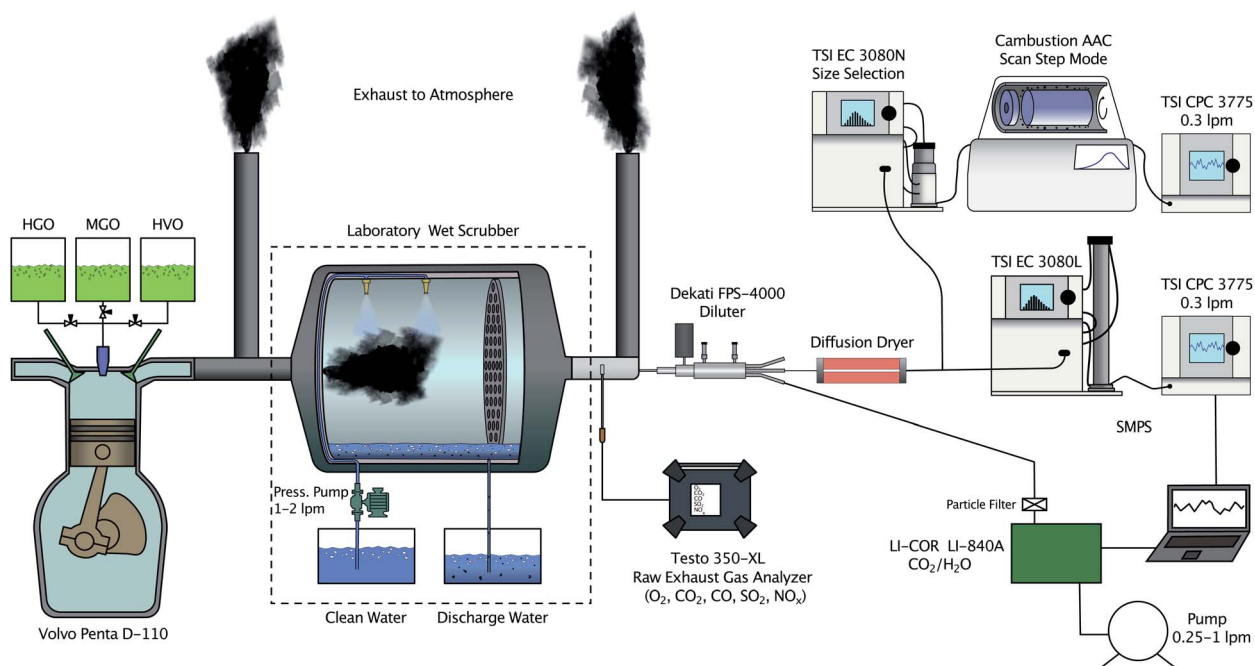 Exhaust to Atmosphere
TSI EC 3080N
Size Selection
Cambustion AAC
Scan Step Mode
TSI CPC 3775
0.3 lpm
HGO
MGO
HVO
Laboratory Wet Scrubber
Dekati FPS-4000
Diluter
Diffusion Dryer
TSI EC 3080L
TSI CPC 3775
0.3 lpm
SMPS
Press. Pump
1-2 lpm
Clean Water
Discharge Water
Testo 350-XL
Raw Exhaust Gas Analyzer
(O₂, CO₂, CO, SO₂, NOₓ)
Particle Filter
LI-COR LI-840A
CO₂/H₂O
Pump
0.25-1 lpm
Volvo Penta D-110